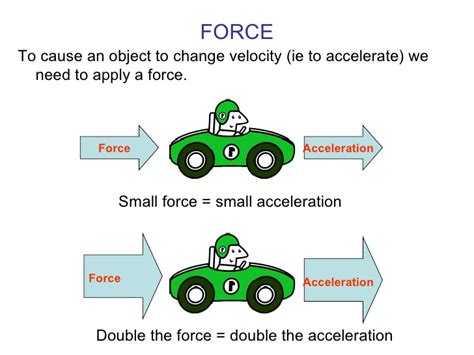 FORCE
To cause an object to change velocity (ie to accelerate) we
need to apply a force.
Force
Acceleration
Small force = small acceleration
Force
Acceleration
Double the force = double the acceleration